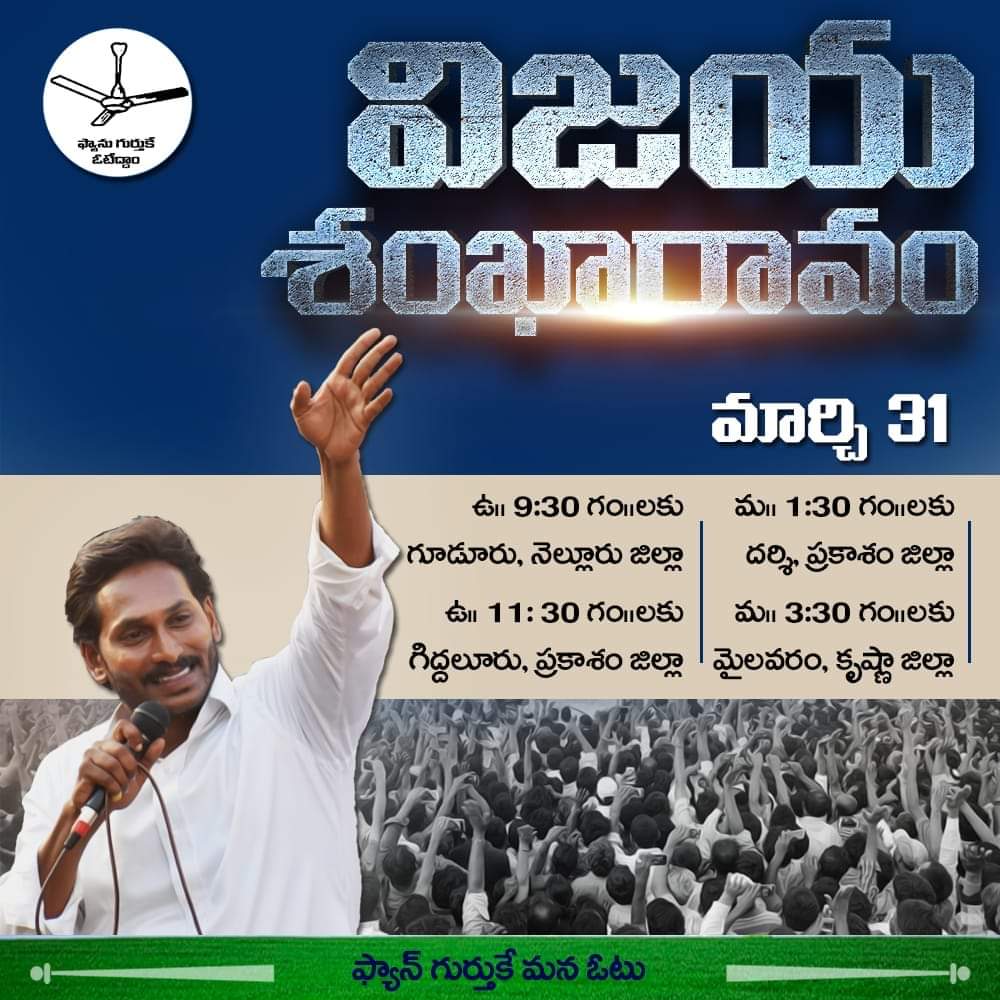 ఫ్యాను గుర్తుకే
ఓటేద్దాం
విజయ
శంఖారావం
మార్చి 31
ఉ॥ 9:30 గం॥లకు
గూడూరు, నెల్లూరు జిల్లా
ఉ॥ 11: 30 గం॥లకు
గిద్దలూరు, ప్రకాశం జిల్లా
మ॥ 1:30 గం॥లకు
దర్శి, ప్రకాశం జిల్లా
మ॥ 3:30 గం॥లకు
మైలవరం, కృష్ణా జిల్లా
ఫ్యాన్ గుర్తుకే మన ఓటు